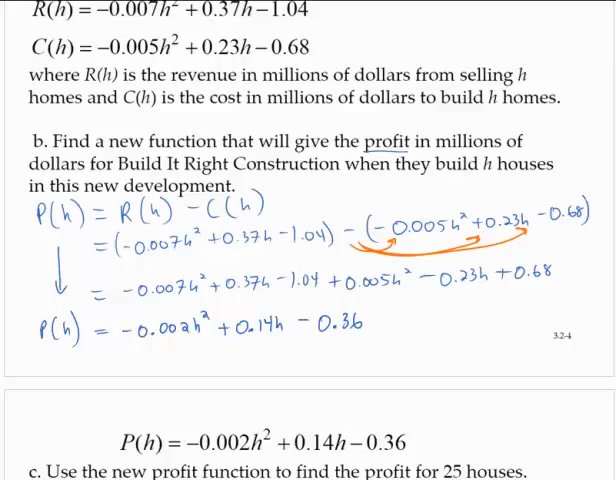 R(h) = −0.007h² + 0.37h − 1.04
C(h) = −0.005h² + 0.23h − 0.68
where R(h) is the revenue in millions of dollars from selling h
homes and C(h) is the cost in millions of dollars to build h homes.
b. Find a new function that will give the profit in millions of
dollars for Build It Right Construction when they build h houses
in this new development.
P(h) = R(h) − C(h)
= (−0.007h² + 0.37h − 1.04) − (−0.005h² + 0.23h − 0.68)
= −0.007h² + 0.37h − 1.04 + 0.005h² − 0.23h + 0.68
P(h) = −0.002h² + 0.14h − 0.36
3.2-4
P(h) = −0.002h² + 0.14h − 0.36
c. Use the new profit function to find the profit for 25 houses.